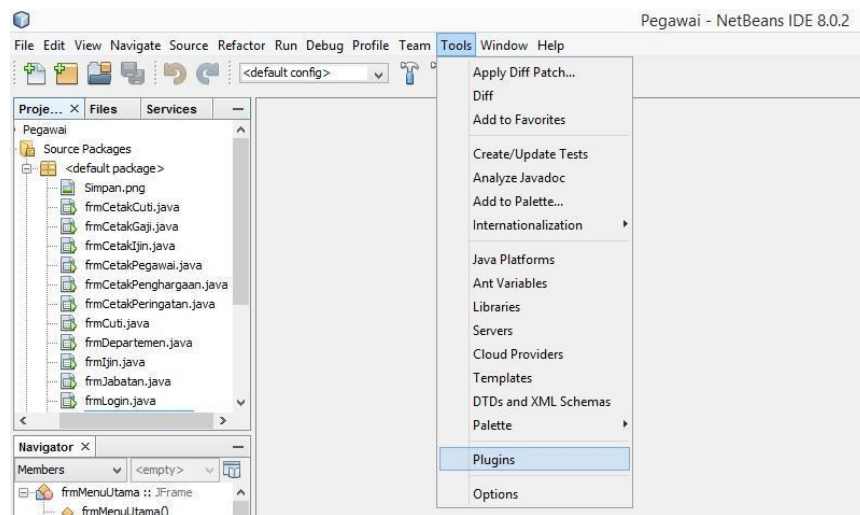 Pegawai - NetBeans IDE 8.0.2
File Edit View Navigate Source Refactor Run Debug Profile Team Tools Window Help
<default config>
Proje... Files Services
Pegawai
Source Packages
<default package>
Simpan.png
frmCetakCuti.java
frmCetakGaji.java
frmCetakIjin.java
frmCetakPegawai.java
frmCetakPenghargaan.java
frmCetakPeringatan.java
frmCuti.java
frmDepartemen.java
frmIjin.java
frmJabatan.java
frmLogin.java
Navigator
Members <empty>
frmMenuUtama :: JFrame
frmMenuUtama()
Apply Diff Patch...
Diff
Add to Favorites
Create/Update Tests
Analyze Javadoc
Add to Palette...
Internationalization
Java Platforms
Ant Variables
Libraries
Servers
Cloud Providers
Templates
DTDs and XML Schemas
Palette
Plugins
Options